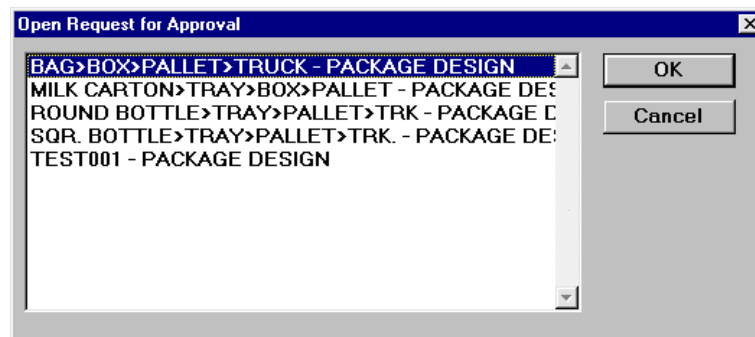 Open Request for Approval
BAG>BOX>PALLET>TRUCK - PACKAGE DESIGN
MILK CARTON>TRAY>BOX>PALLET - PACKAGE DES
ROUND BOTTLE>TRAY>PALLET>TRK - PACKAGE D
SQR. BOTTLE>TRAY>PALLET>TRK. - PACKAGE DE
TEST001 - PACKAGE DESIGN
OK
Cancel